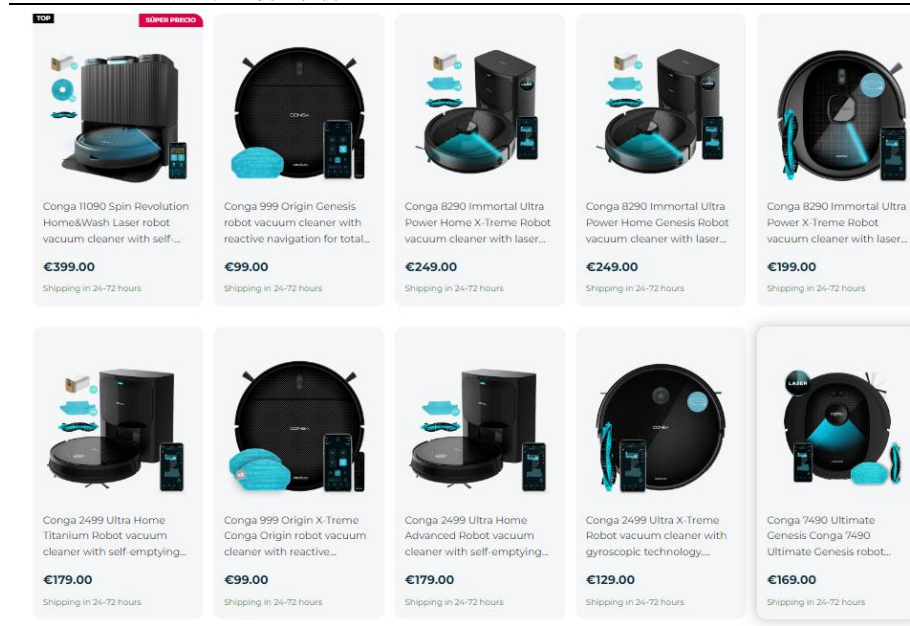 TOP
SÚPER PRECIO
Conga 11090 Spin Revolution
Home&Wash Laser robot
vacuum cleaner with self-...
€399.00
Shipping in 24-72 hours
CONGA
Conga 999 Origin Genesis
robot vacuum cleaner with
reactive navigation for total...
€99.00
Shipping in 24-72 hours
LASER
Conga 8290 Immortal Ultra
Power Home X-Treme Robot
vacuum cleaner with laser...
€249.00
Shipping in 24-72 hours
LASER
Conga 8290 Immortal Ultra
Power Home Genesis Robot
vacuum cleaner with laser...
€249.00
Shipping in 24-72 hours
Conga 8290 Immortal Ultra
Power X-Treme Robot
vacuum cleaner with laser...
€199.00
Shipping in 24-72 hours
Conga 2499 Ultra Home
Titanium Robot vacuum
cleaner with self-emptying...
€179.00
Shipping in 24-72 hours
CONGA
Conga 999 Origin X-Treme
Conga Origin robot vacuum
cleaner with reactive...
€99.00
Shipping in 24-72 hours
Conga 2499 Ultra Home
Advanced Robot vacuum
cleaner with self-emptying...
€179.00
Shipping in 24-72 hours
CONGA
Conga 2499 Ultra X-Treme
Robot vacuum cleaner with
gyroscopic technology,...
€129.00
Shipping in 24-72 hours
LASER
Conga 7490 Ultimate
Genesis Conga 7490
Ultimate Genesis robot...
€169.00
Shipping in 24-72 hours